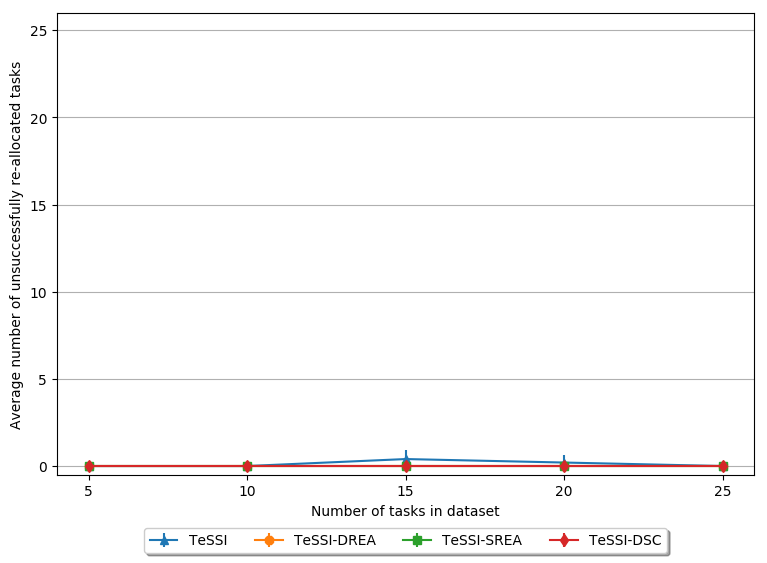 Average number of unsuccessfully re-allocated tasks
25
20
15
10
5
0
5 10 15 20 25
Number of tasks in dataset
TeSSI TeSSI-DREA TeSSI-SREA TeSSI-DSC